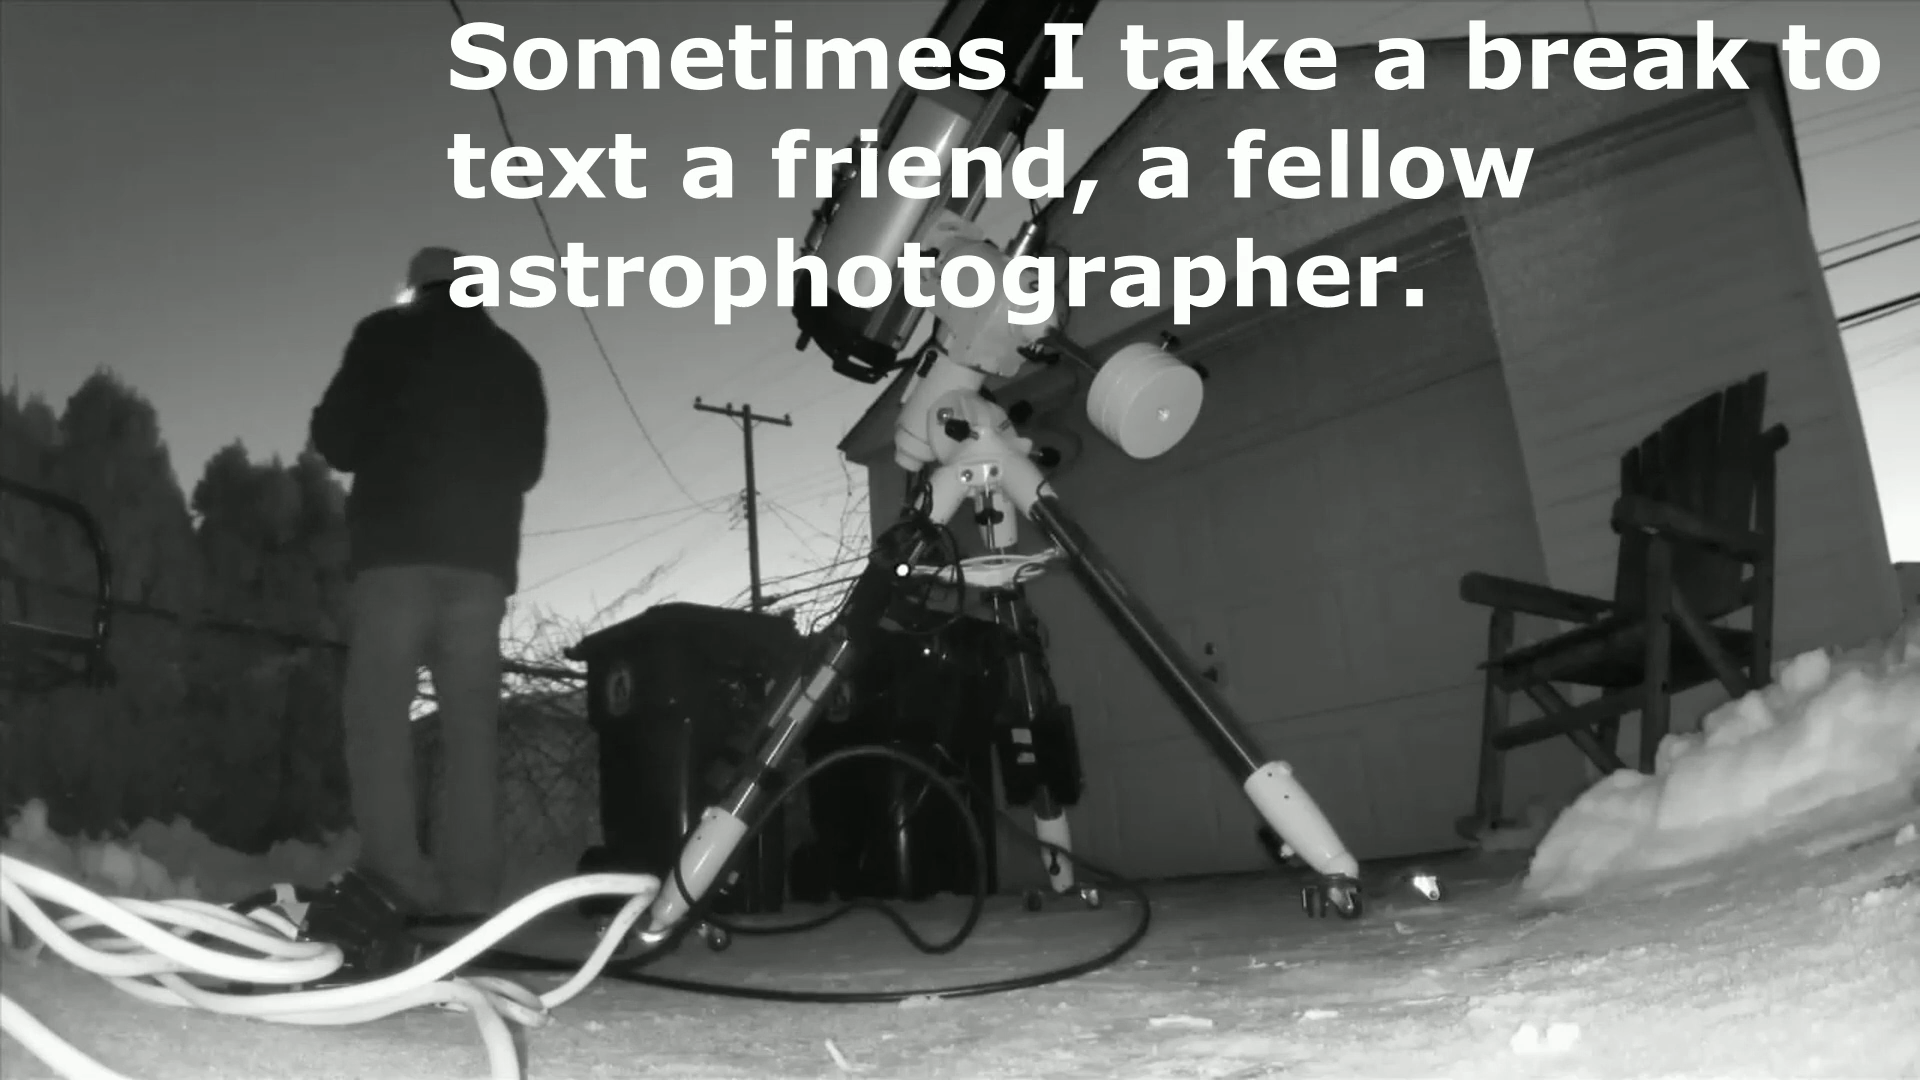 Sometimes I take a break to
text a friend, a fellow
astrophotographer.